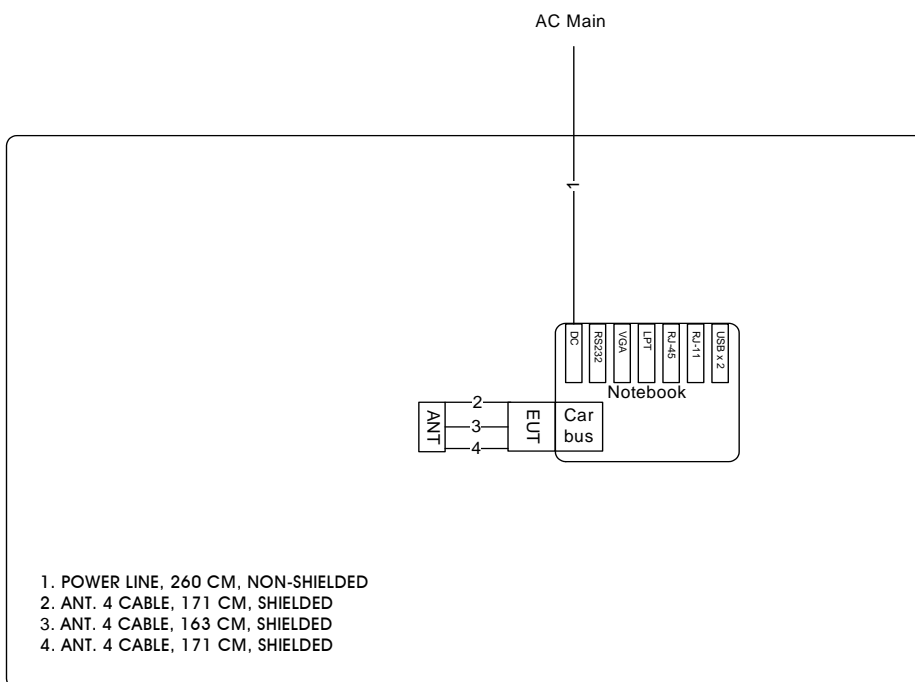 AC Main
1
DC
RS232
VGA
LPT
RJ-45
RJ-11
USB x 2
Notebook
ANT
2
3
4
EUT
Car
bus
1. POWER LINE, 260 CM, NON-SHIELDED
2. ANT. 4 CABLE, 171 CM, SHIELDED
3. ANT. 4 CABLE, 163 CM, SHIELDED
4. ANT. 4 CABLE, 171 CM, SHIELDED